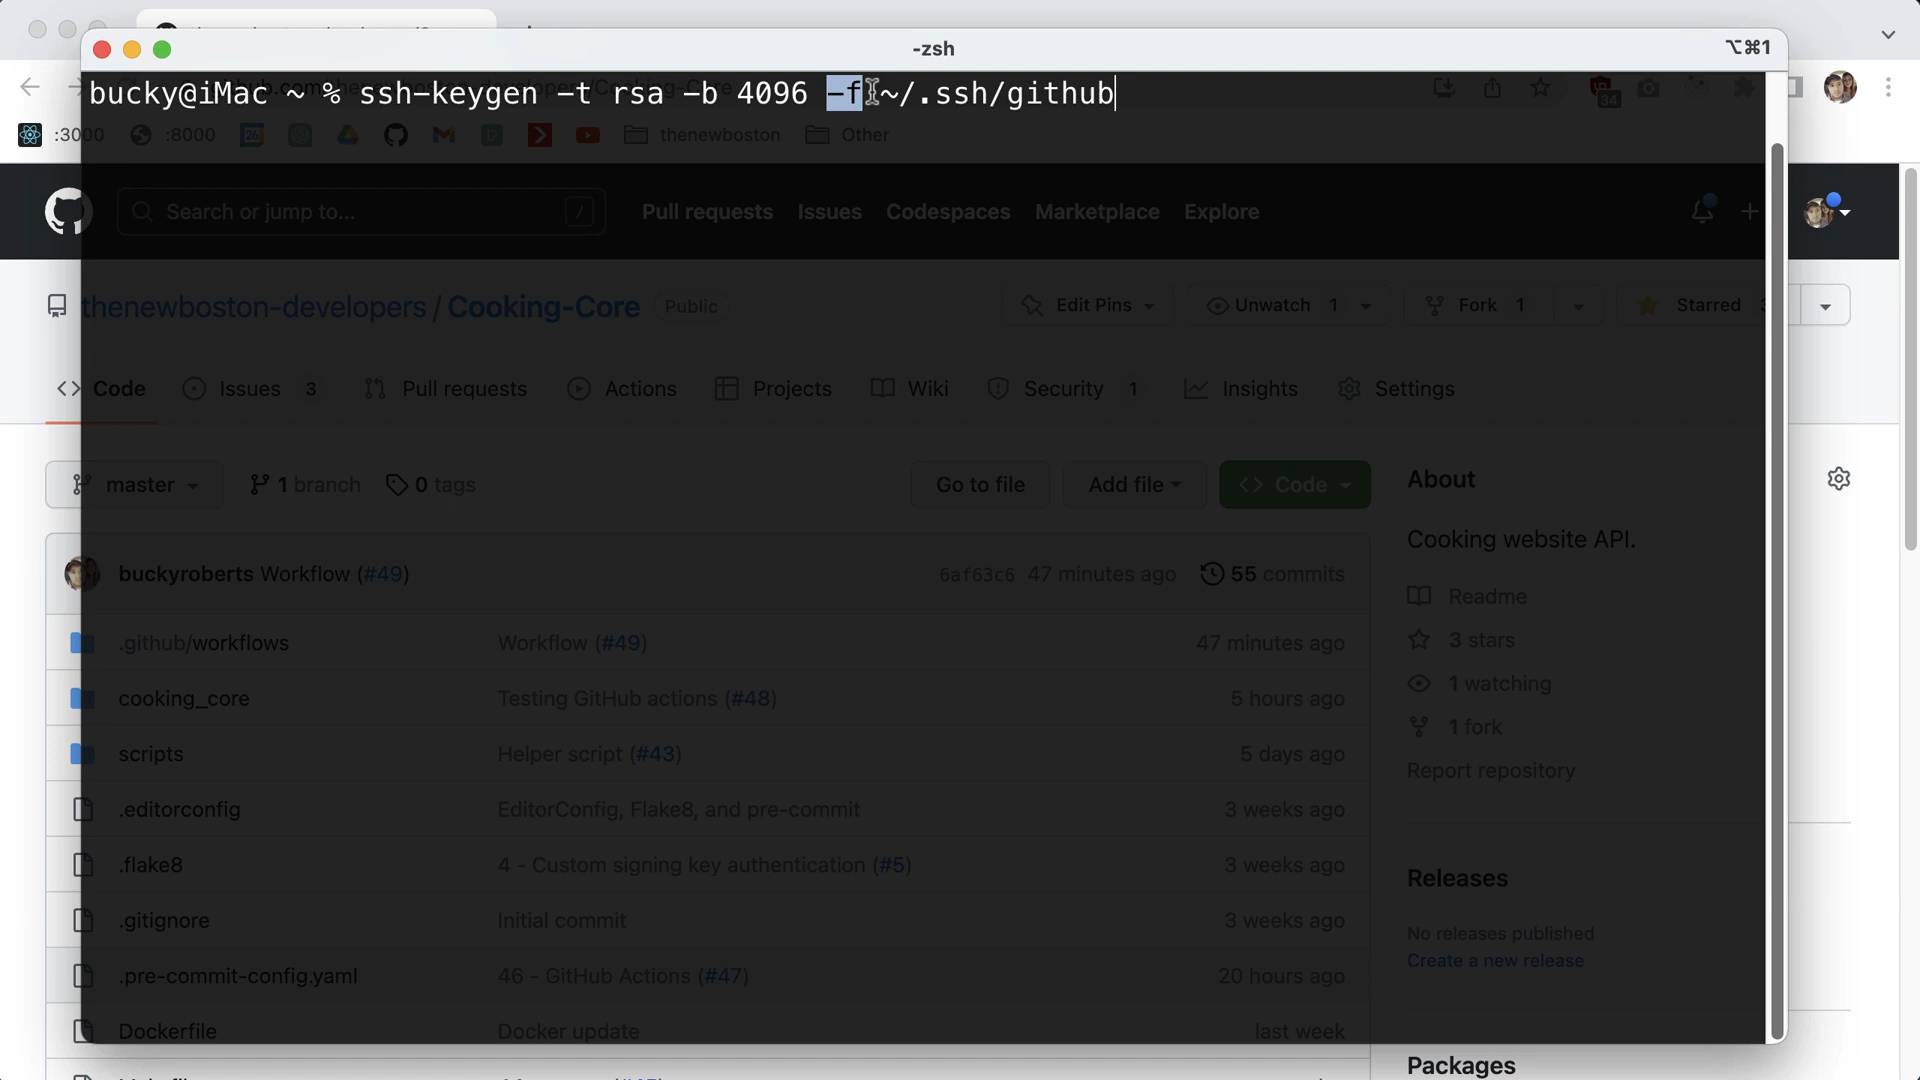 -zsh
⌥⌘1
bucky@iMac ~ % ssh-keygen -t rsa -b 4096 -f ~/.ssh/github
34
:3000
:8000
26
thenewboston
Other
Search or jump to...
/
Pull requests
Issues
Codespaces
Marketplace
Explore
thenewboston-developers / Cooking-Core
Public
Edit Pins
Unwatch 1
Fork 1
Starred 3
Code
Issues 3
Pull requests
Actions
Projects
Wiki
Security 1
Insights
Settings
master
1 branch
0 tags
Go to file
Add file
Code
About
Cooking website API.
buckyroberts Workflow (#49)
6af63c6 47 minutes ago
55 commits
Readme
.github/workflows
Workflow (#49)
47 minutes ago
3 stars
cooking_core
Testing GitHub actions (#48)
5 hours ago
1 watching
1 fork
scripts
Helper script (#43)
5 days ago
Report repository
.editorconfig
EditorConfig, Flake8, and pre-commit
3 weeks ago
.flake8
4 - Custom signing key authentication (#5)
3 weeks ago
Releases
.gitignore
Initial commit
3 weeks ago
No releases published
Create a new release
.pre-commit-config.yaml
46 - GitHub Actions (#47)
20 hours ago
Dockerfile
Docker update
last week
Packages